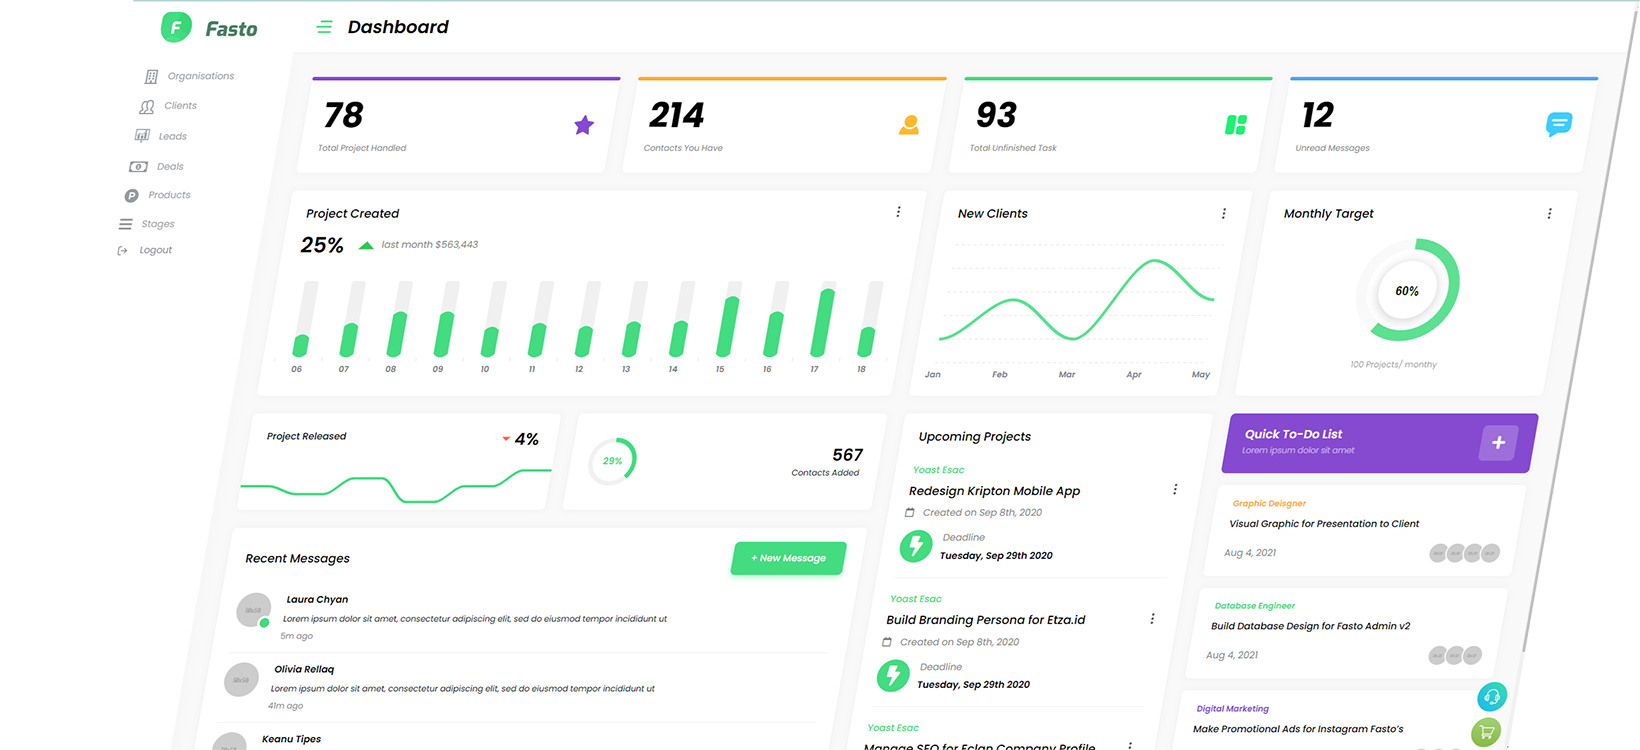 F Fasto
Dashboard
Organisations
Clients
Leads
Deals
P Products
Stages
Logout
78
Total Project Handled
214
Contacts You Have
93
Total Unfinished Task
12
Unread Messages
Project Created
25% last month $563,443
06 07 08 09 10 11 12 13 14 15 16 17 18
New Clients
Jan Feb Mar Apr May
Monthly Target
60%
100 Projects/ monthy
Project Released
4%
29%
567
Contacts Added
Recent Messages
+ New Message
Laura Chyan
Lorem ipsum dolor sit amet, consectetur adipiscing elit, sed do eiusmod tempor incididunt ut
5m ago
Olivia Rellaq
Lorem ipsum dolor sit amet, consectetur adipiscing elit, sed do eiusmod tempor incididunt ut
41m ago
Keanu Tipes
Upcoming Projects
Yoast Esac
Redesign Kripton Mobile App
Created on Sep 8th, 2020
Deadline
Tuesday, Sep 29th 2020
Yoast Esac
Build Branding Persona for Etza.id
Created on Sep 8th, 2020
Deadline
Tuesday, Sep 29th 2020
Yoast Esac
Manage SEO for Eclan Company Profile
Quick To-Do List
Lorem ipsum dolor sit amet
Graphic Deisgner
Visual Graphic for Presentation to Client
Aug 4, 2021
Database Engineer
Build Database Design for Fasto Admin v2
Aug 4, 2021
Digital Marketing
Make Promotional Ads for Instagram Fasto's